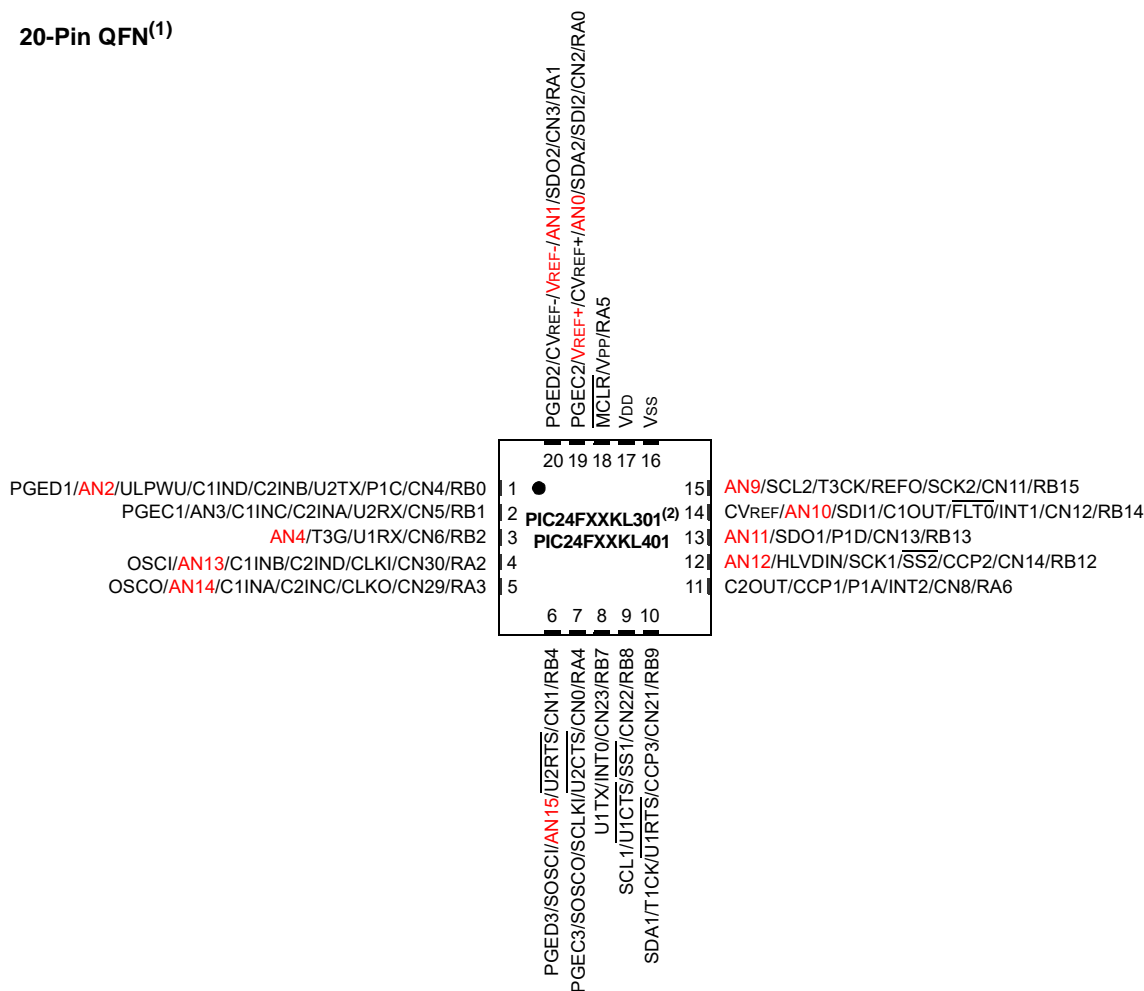 20-Pin QFN(1)
PGED2/CVREF-/VREF-/AN1/SDO2/CN3/RA1
PGEC2/VREF+/CVREF+/AN0/SDA2/SDI2/CN2/RA0
MCLR/VPP/RA5
VDD
VSS
20 19 18 17 16
PGED1/AN2/ULPWU/C1IND/C2INB/U2TX/P1C/CN4/RB0 1
PGEC1/AN3/C1INC/C2INA/U2RX/CN5/RB1 2
AN4/T3G/U1RX/CN6/RB2 3
OSCI/AN13/C1INB/C2IND/CLKI/CN30/RA2 4
OSCO/AN14/C1INA/C2INC/CLKO/CN29/RA3 5
PIC24FXXKL301(2)
PIC24FXXKL401
15 AN9/SCL2/T3CK/REFO/SCK2/CN11/RB15
14 CVREF/AN10/SDI1/C1OUT/FLT0/INT1/CN12/RB14
13 AN11/SDO1/P1D/CN13/RB13
12 AN12/HLVDIN/SCK1/SS2/CCP2/CN14/RB12
11 C2OUT/CCP1/P1A/INT2/CN8/RA6
6 7 8 9 10
PGED3/SOSCI/AN15/U2RTS/CN1/RB4
PGEC3/SOSCO/SCLKI/U2CTS/CN0/RA4
U1TX/INT0/CN23/RB7
SCL1/U1CTS/SS1/CN22/RB8
SDA1/T1CK/U1RTS/CCP3/CN21/RB9